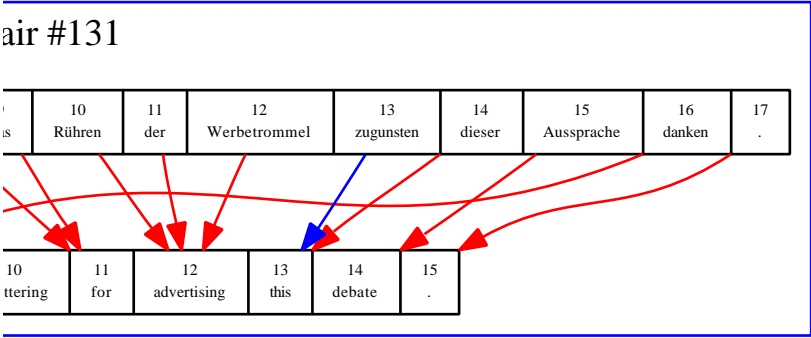 air #131
10 11 12 13 14 15 16 17
Rühren der Werbetrommel zugunsten dieser Aussprache danken .
10 11 12 13 14 15
ttering for advertising this debate .